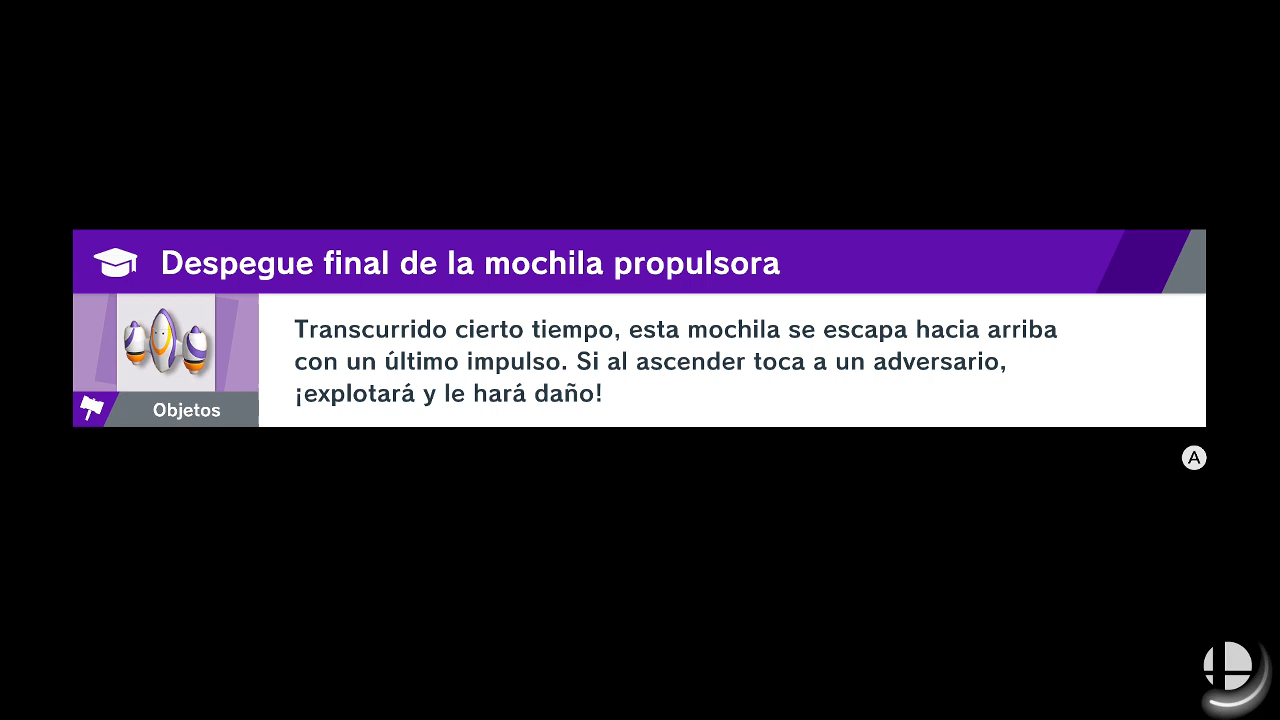 Despegue final de la mochila propulsora
Transcurrido cierto tiempo, esta mochila se escapa hacia arriba
con un último impulso. Si al ascender toca a un adversario,
¡explotará y le hará daño!
Objetos
A